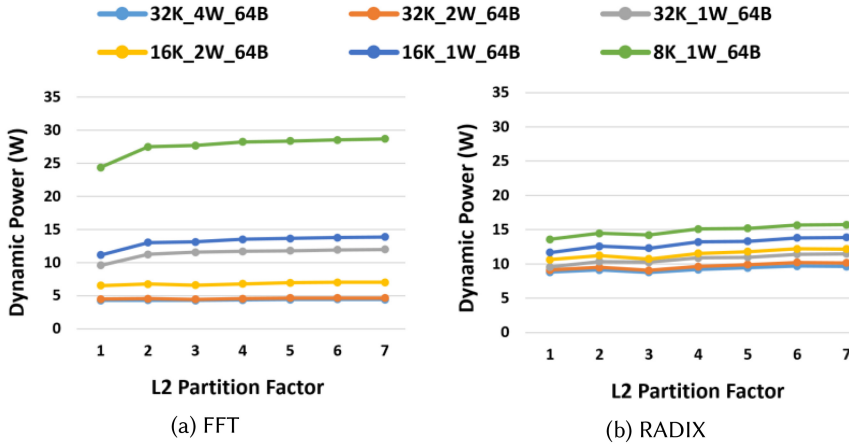 32K_4W_64B 32K_2W_64B 32K_1W_64B
16K_2W_64B 16K_1W_64B 8K_1W_64B
Dynamic Power (W)
35
30
25
20
15
10
5
0
1 2 3 4 5 6 7
L2 Partition Factor
(a) FFT
Dynamic Power (W)
35
30
25
20
15
10
5
0
1 2 3 4 5 6 7
L2 Partition Factor
(b) RADIX